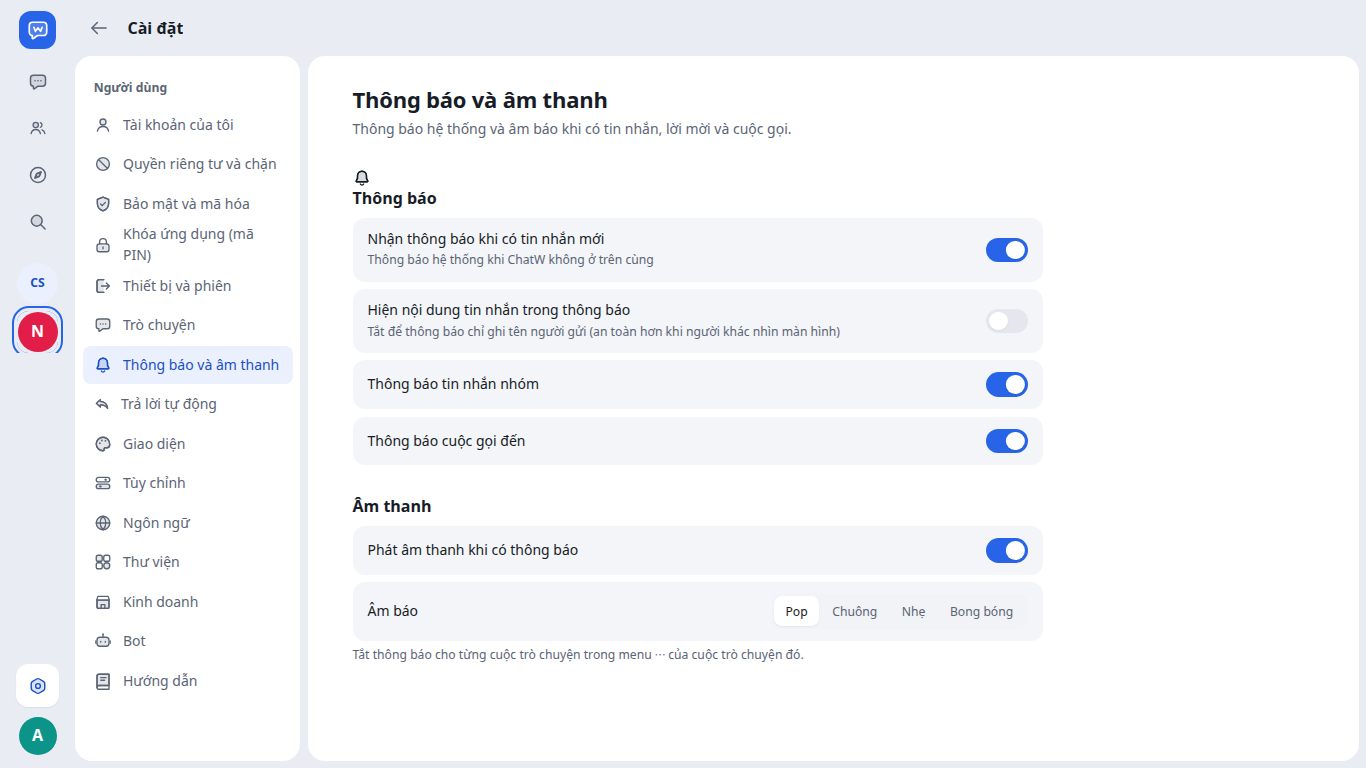 Cài đặt
Người dùng
Tài khoản của tôi
Quyền riêng tư và chặn
Bảo mật và mã hóa
Khóa ứng dụng (mã
PIN)
Thiết bị và phiên
Trò chuyện
Thông báo và âm thanh
Trả lời tự động
Giao diện
Tùy chỉnh
Ngôn ngữ
Thư viện
Kinh doanh
Bot
Hướng dẫn
CS
N
A
Thông báo và âm thanh
Thông báo hệ thống và âm báo khi có tin nhắn, lời mời và cuộc gọi.
Thông báo
Nhận thông báo khi có tin nhắn mới
Thông báo hệ thống khi ChatW không ở trên cùng
Hiện nội dung tin nhắn trong thông báo
Tắt để thông báo chỉ ghi tên người gửi (an toàn hơn khi người khác nhìn màn hình)
Thông báo tin nhắn nhóm
Thông báo cuộc gọi đến
Âm thanh
Phát âm thanh khi có thông báo
Âm báo
Pop Chuông Nhẹ Bong bóng
Tắt thông báo cho từng cuộc trò chuyện trong menu ⋯ của cuộc trò chuyện đó.